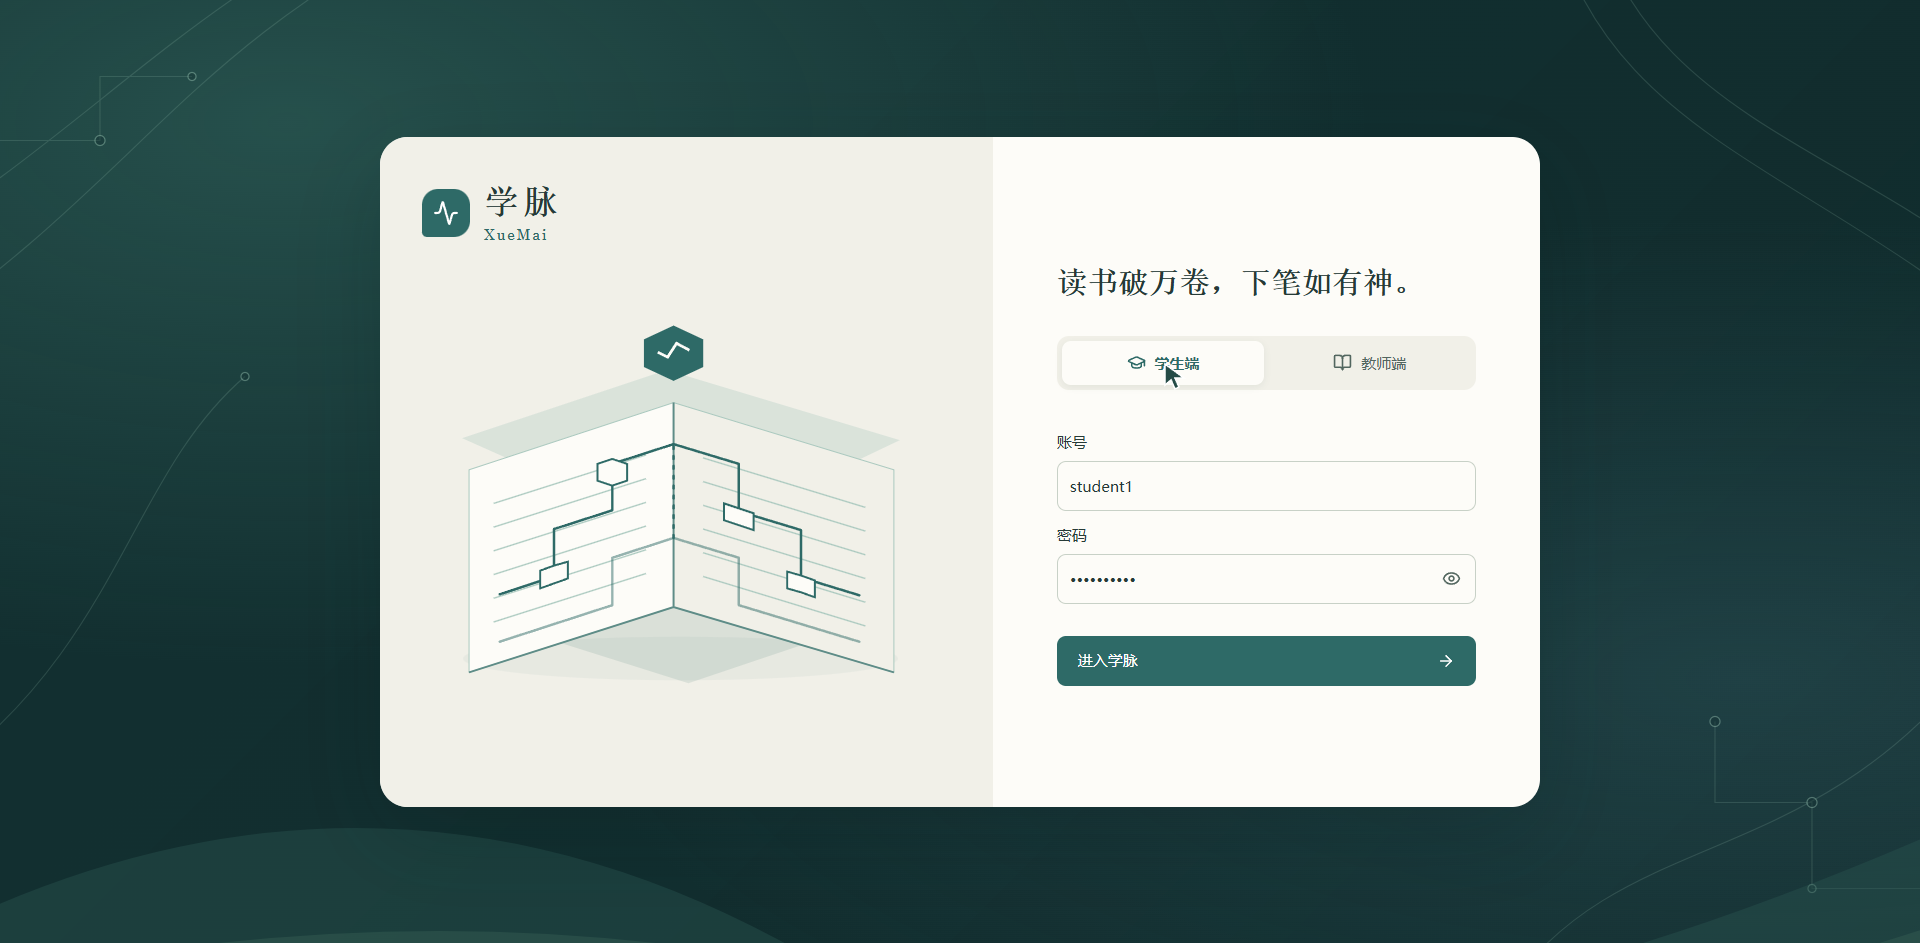 学脉
XueMai
读书破万卷，下笔如有神。
学生端
教师端
账号
student1
密码
••••••••••
进入学脉